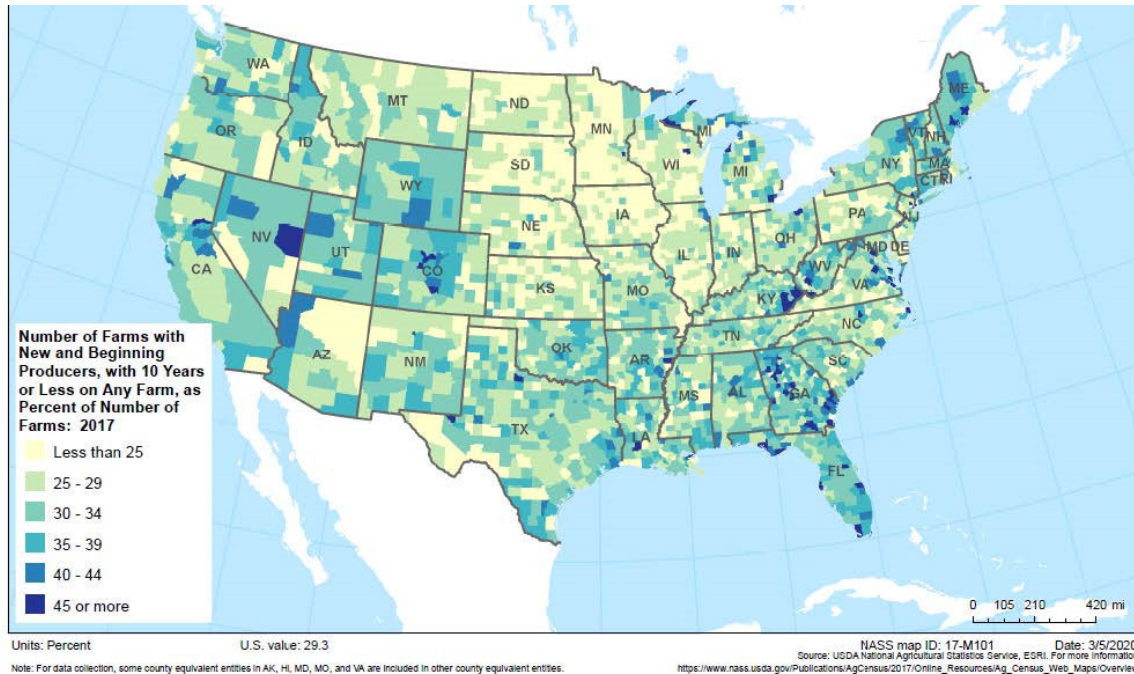 WA
MT
ND
MN
ME
OR
ID
SD
WI
MI
VT
NH
NY
MA
WY
MI
CT
RI
IA
NE
PA
NJ
NV
UT
CO
IL
IN
OH
MD
DE
CA
KS
MO
WV
VA
KY
AZ
NM
OK
AR
TN
NC
SC
TX
MS
AL
GA
LA
FL
Number of Farms with
New and Beginning
Producers, with 10 Years
or Less on Any Farm, as
Percent of Number of
Farms: 2017
Less than 25
25 - 29
30 - 34
35 - 39
40 - 44
45 or more
0 105 210 420 mi
Units: Percent U.S. value: 29.3 NASS map ID: 17-M101 Date: 3/5/2020
Source: USDA National Agricultural Statistics Service, ESRI. For more information
Note: For data collection, some county equivalent entities in AK, HI, MD, MO, and VA are included in other county equivalent entities. https://www.nass.usda.gov/Publications/AgCensus/2017/Online_Resources/Ag_Census_Web_Maps/Overview